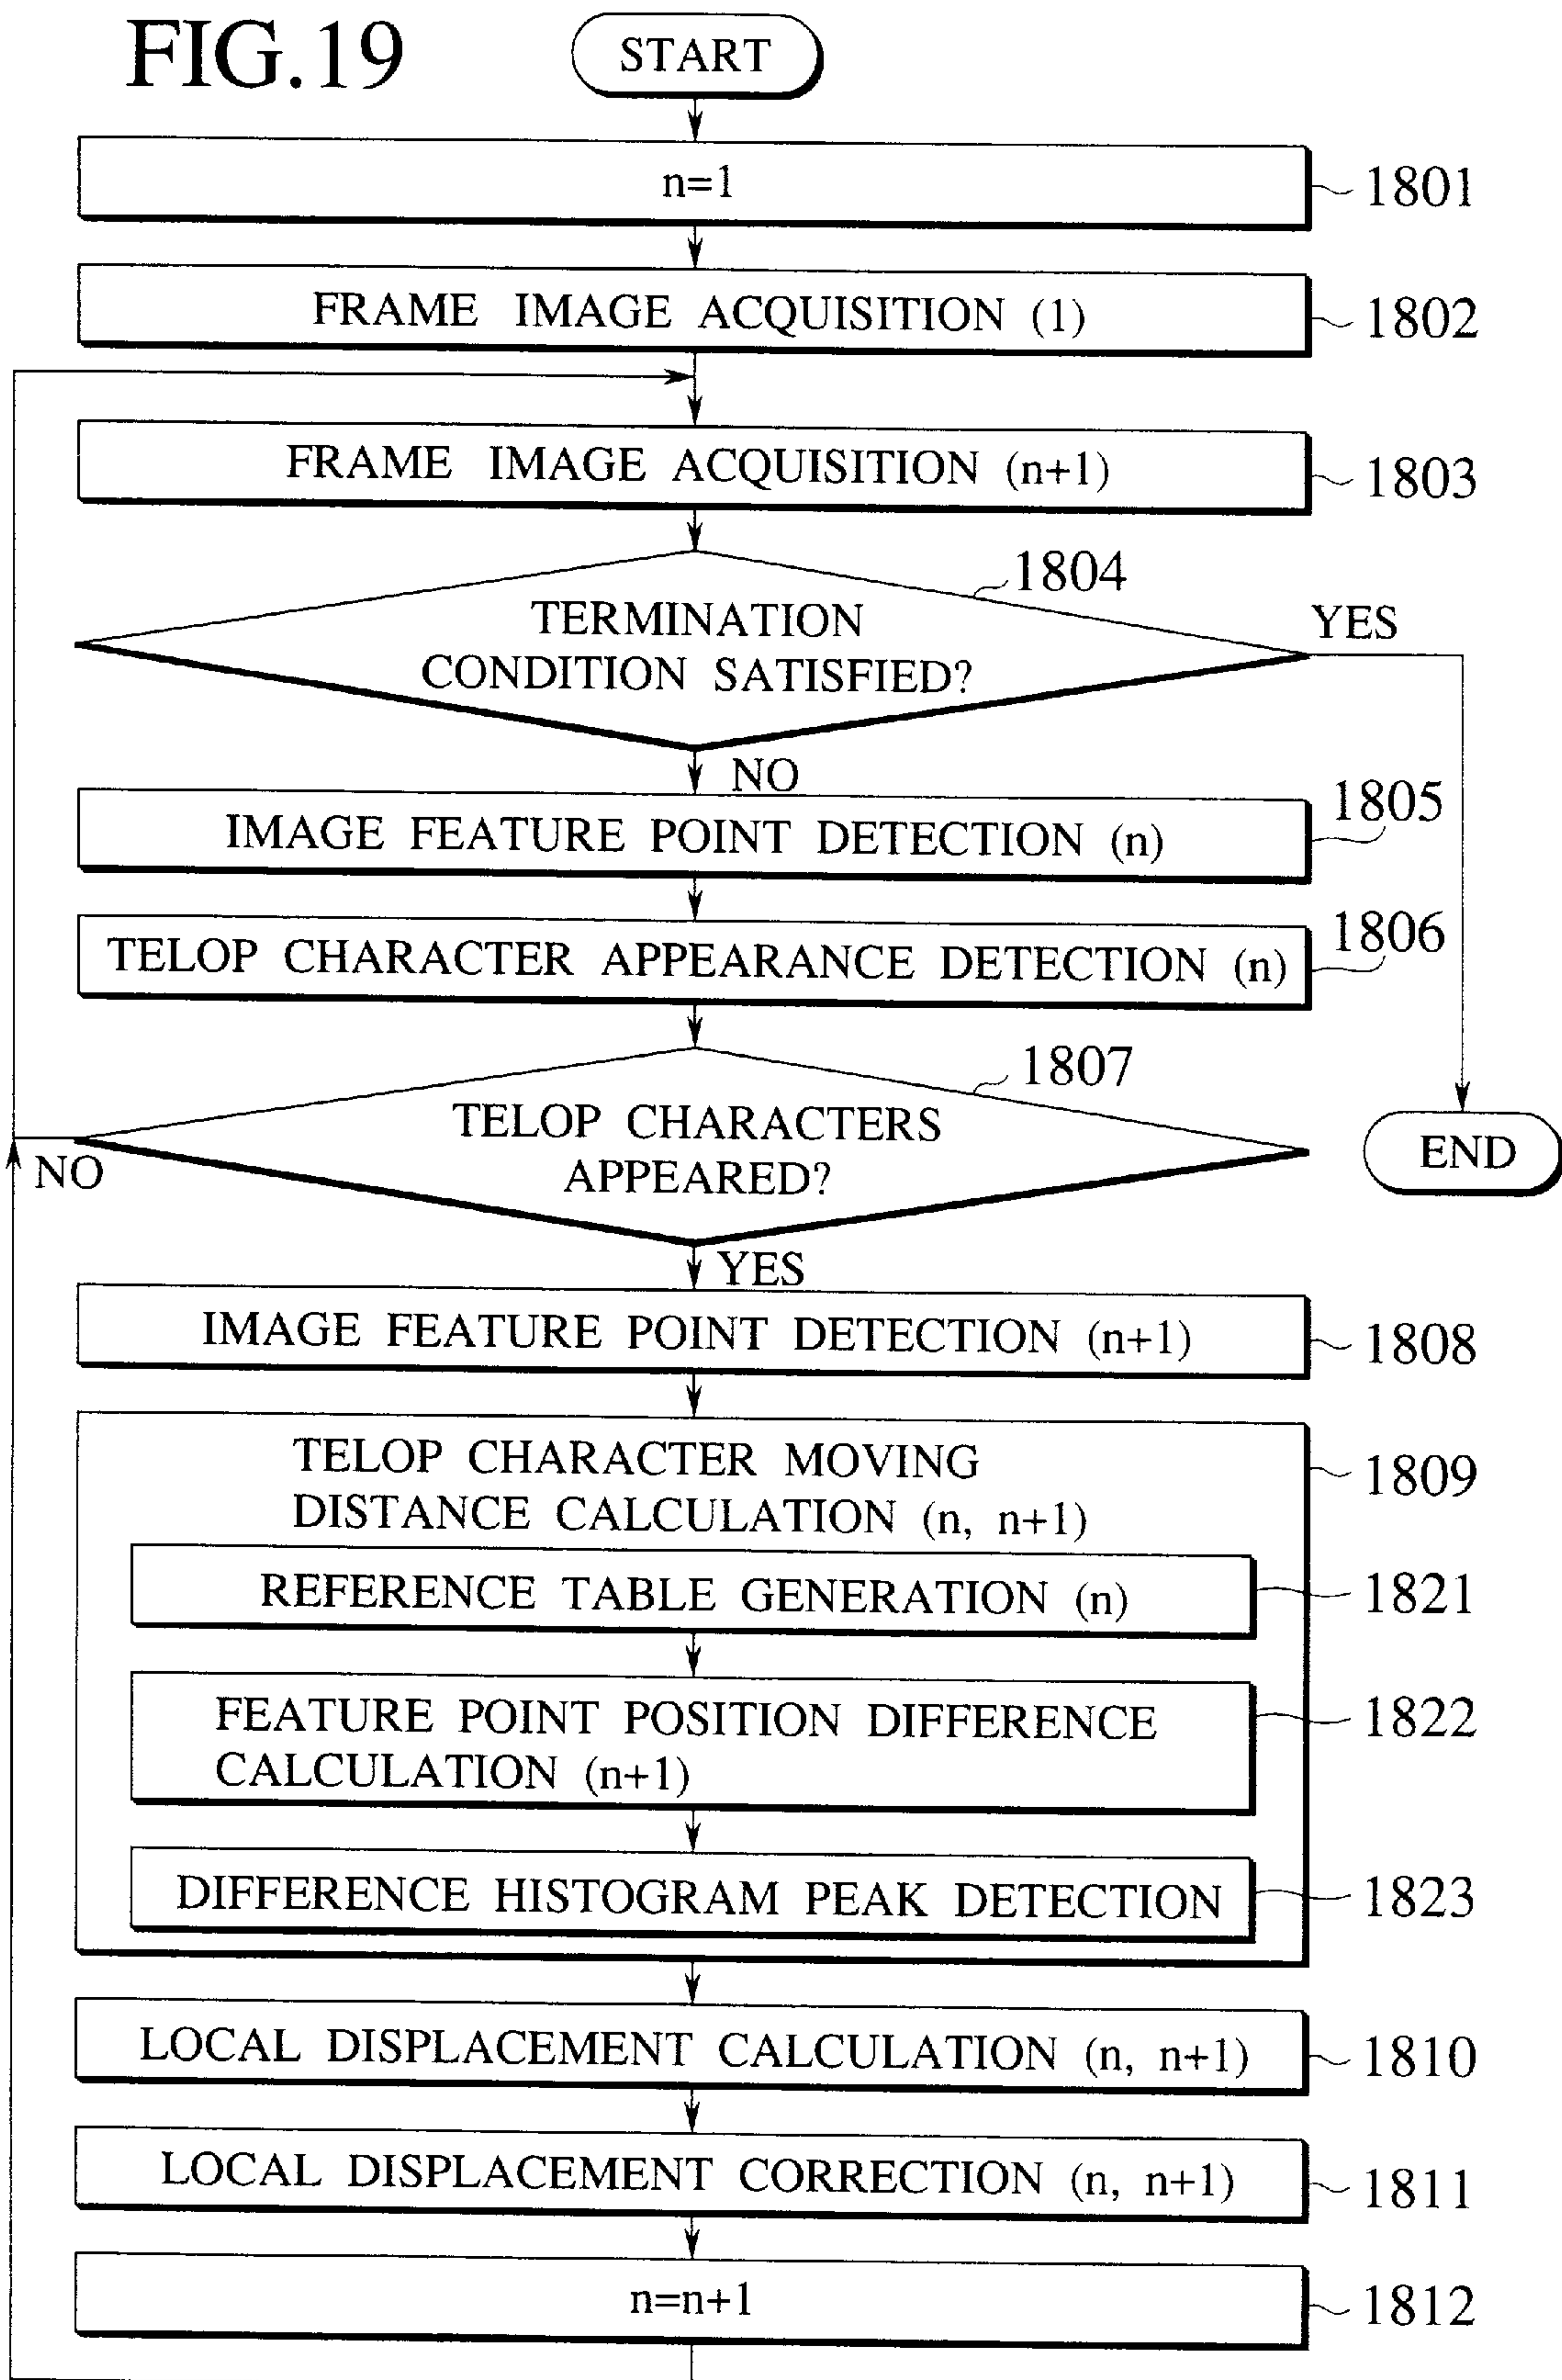 FIG.19
START
n=1
1801
FRAME IMAGE ACQUISITION (1)
1802
FRAME IMAGE ACQUISITION (n+1)
1803
1804
TERMINATION
CONDITION SATISFIED?
YES
NO
IMAGE FEATURE POINT DETECTION (n)
1805
TELOP CHARACTER APPEARANCE DETECTION (n)
1806
1807
TELOP CHARACTERS
APPEARED?
NO
END
YES
IMAGE FEATURE POINT DETECTION (n+1)
1808
TELOP CHARACTER MOVING
DISTANCE CALCULATION (n, n+1)
1809
REFERENCE TABLE GENERATION (n)
1821
FEATURE POINT POSITION DIFFERENCE
CALCULATION (n+1)
1822
DIFFERENCE HISTOGRAM PEAK DETECTION
1823
LOCAL DISPLACEMENT CALCULATION (n, n+1)
1810
LOCAL DISPLACEMENT CORRECTION (n, n+1)
1811
n=n+1
1812